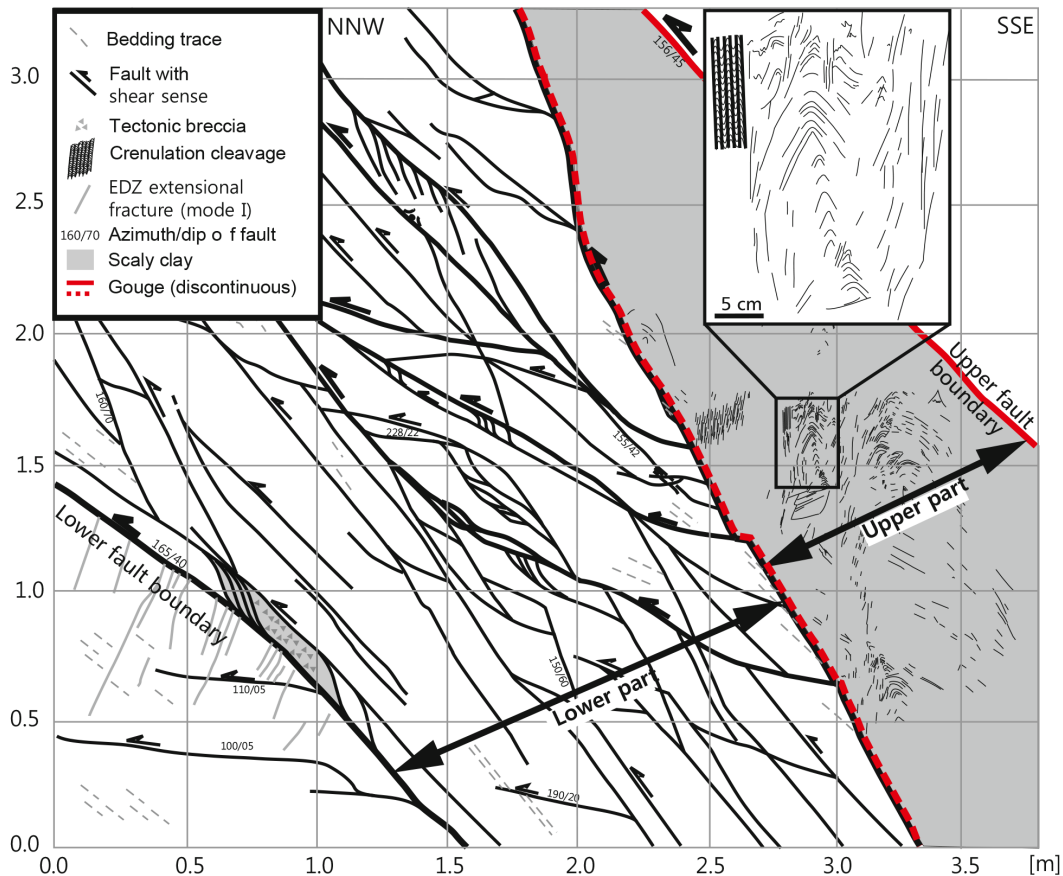 NNW
SSE
Bedding trace
Fault with
shear sense
Tectonic breccia
Crenulation cleavage
EDZ extensional
fracture (mode I)
160/70 Azimuth/dip o f fault
Scaly clay
Gouge (discontinuous)
156/45
5 cm
Upper fault
boundary
160/70
228/22
155/42
Upper part
Lower fault boundary
165/40
110/05
100/05
150/60
Lower part
190/20
3.0
2.5
2.0
1.5
1.0
0.5
0.0
0.0 0.5 1.0 1.5 2.0 2.5 3.0 3.5 [m]